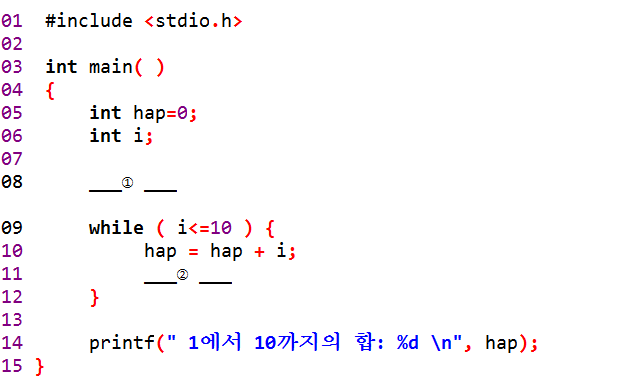 01 #include <stdio.h>
02
03 int main( )
04 {
05 int hap=0;
06 int i;
07
08 ___① ___
09 while ( i<=10 ) {
10 hap = hap + i;
11 ___② ___
12 }
13
14 printf(" 1에서 10까지의 합: %d \n", hap);
15 }